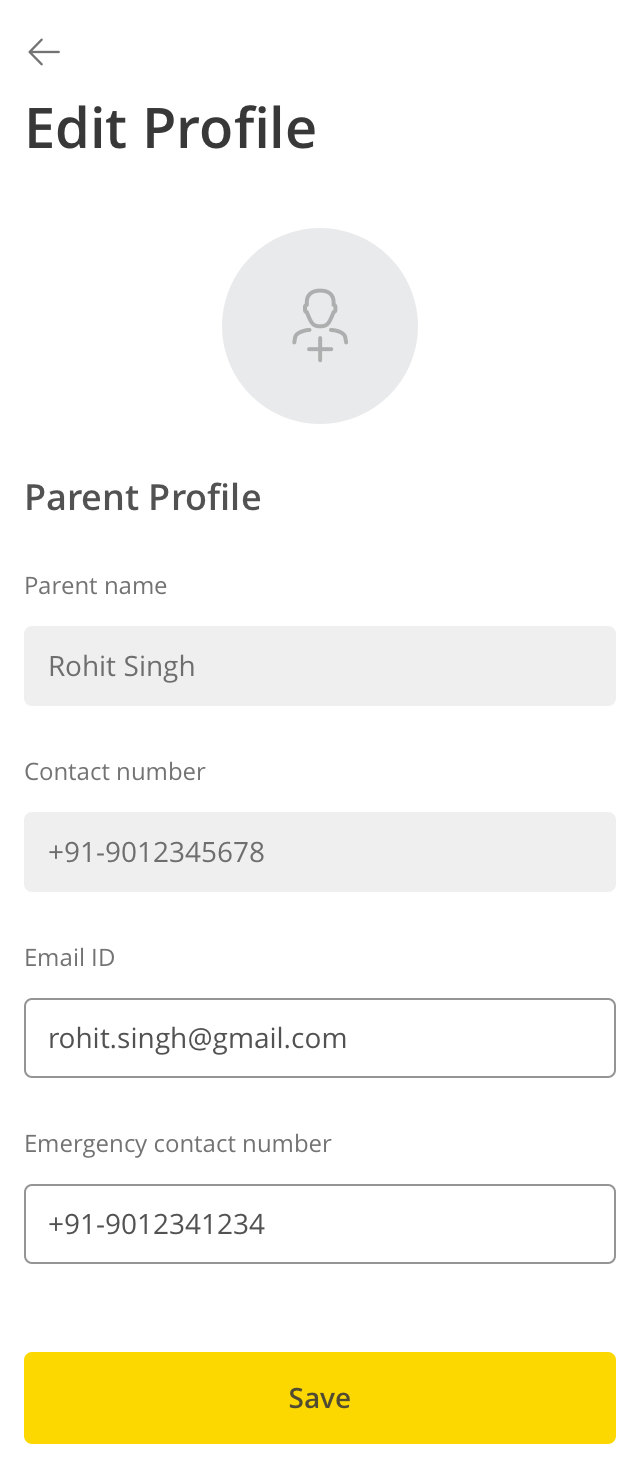 Edit Profile
Parent Profile
Parent name
Rohit Singh
Contact number
+91-9012345678
Email ID
rohit.singh@gmail.com
Emergency contact number
+91-9012341234
Save